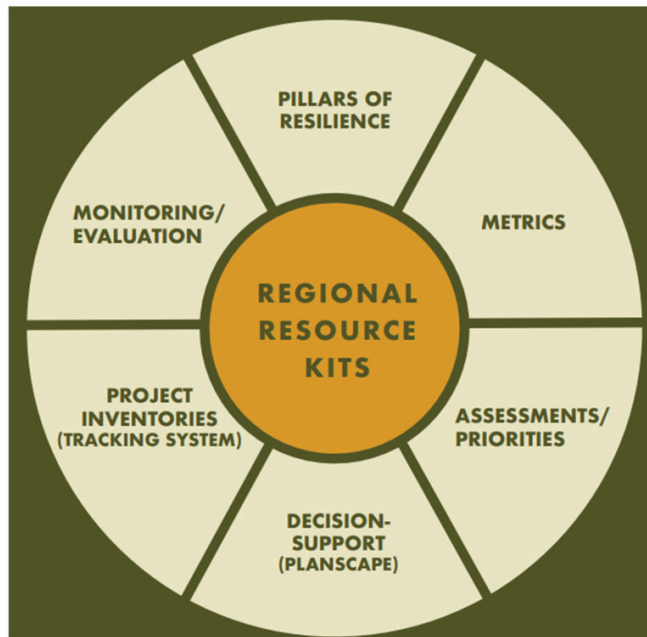 PILLARS OF
RESILIENCE
METRICS
ASSESSMENTS/
PRIORITIES
DECISION-
SUPPORT
(PLANSCAPE)
PROJECT
INVENTORIES
(TRACKING SYSTEM)
MONITORING/
EVALUATION
REGIONAL
RESOURCE
KITS